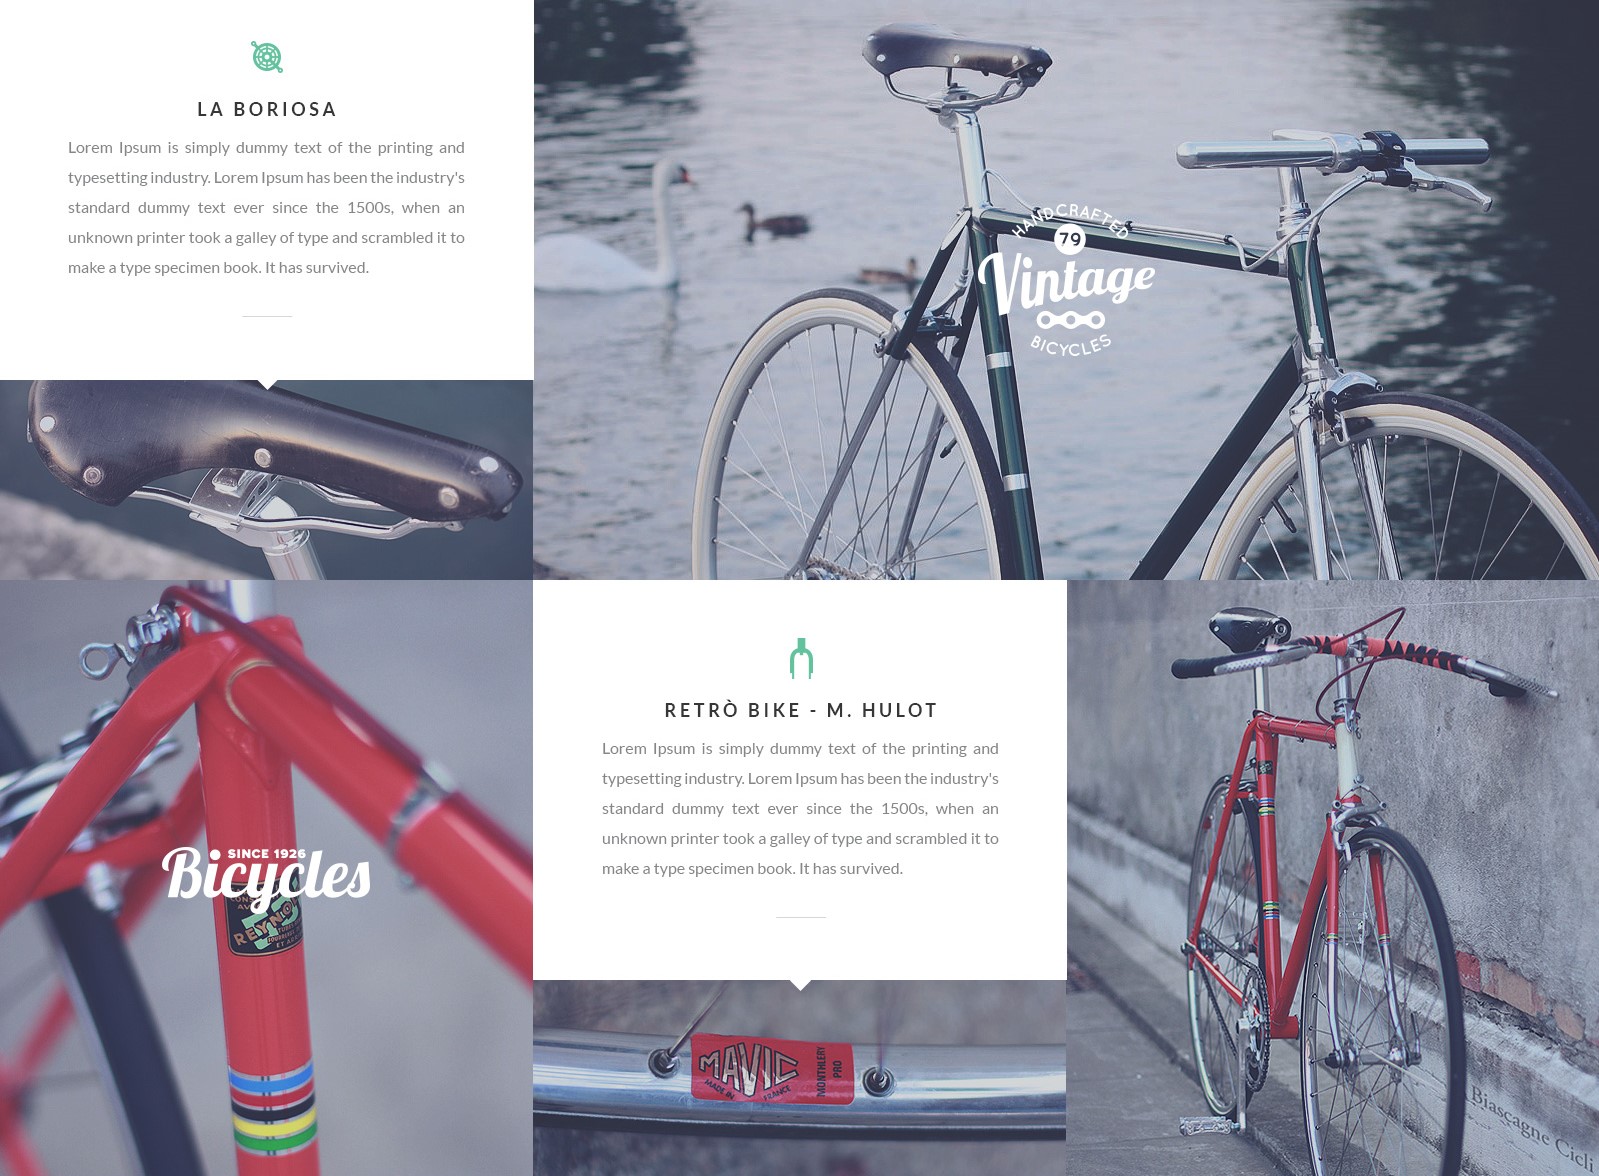 LA BORIOSA
Lorem Ipsum is simply dummy text of the printing and
typesetting industry. Lorem Ipsum has been the industry's
standard dummy text ever since the 1500s, when an
unknown printer took a galley of type and scrambled it to
make a type specimen book. It has survived.
HANDCRAFTED
79
Vintage
BICYCLES
SINCE 1926
Bicycles
RETRÒ BIKE - M. HULOT
Lorem Ipsum is simply dummy text of the printing and
typesetting industry. Lorem Ipsum has been the industry's
standard dummy text ever since the 1500s, when an
unknown printer took a galley of type and scrambled it to
make a type specimen book. It has survived.
MAVIC
MADE IN FRANCE
MONTHLERY
PRO
Biascagne Cicli